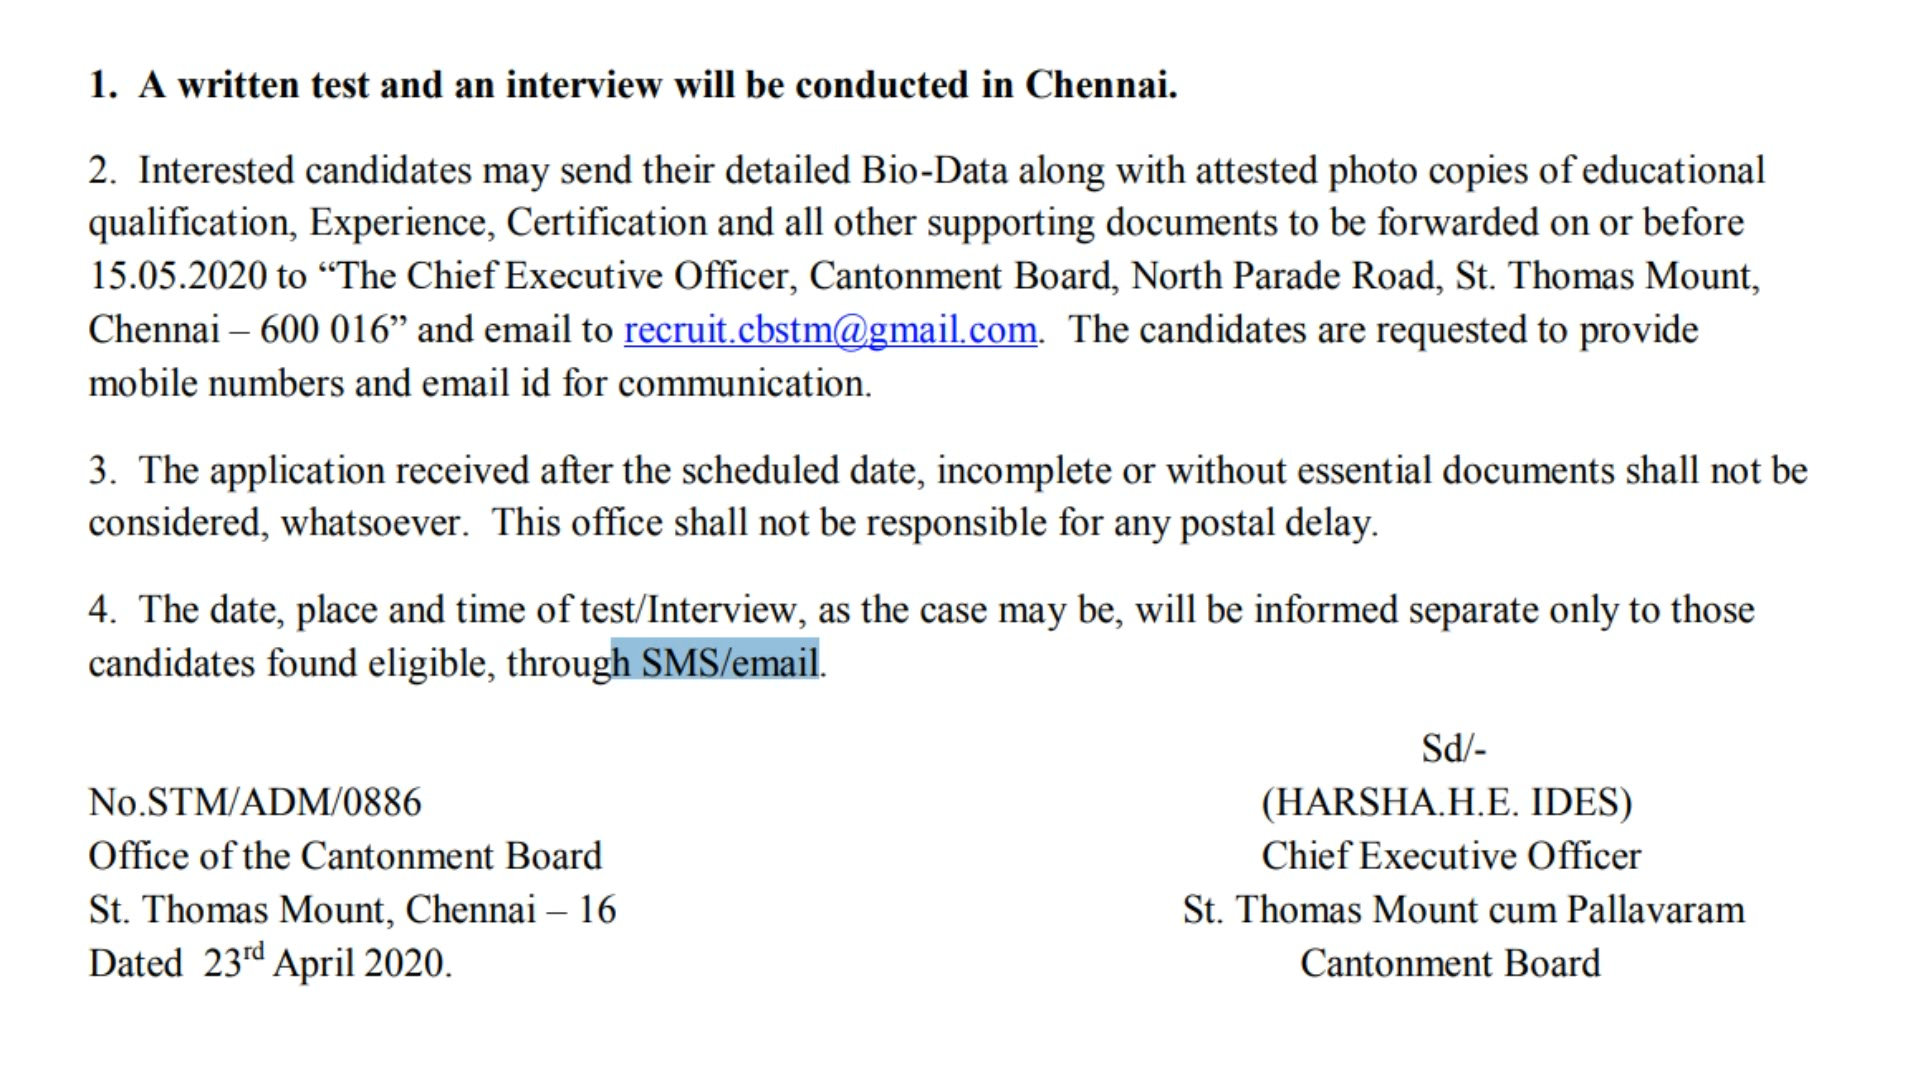 1. A written test and an interview will be conducted in Chennai.
2. Interested candidates may send their detailed Bio-Data along with attested photo copies of educational
qualification, Experience, Certification and all other supporting documents to be forwarded on or before
15.05.2020 to “The Chief Executive Officer, Cantonment Board, North Parade Road, St. Thomas Mount,
Chennai – 600 016” and email to recruit.cbstm@gmail.com. The candidates are requested to provide
mobile numbers and email id for communication.
3. The application received after the scheduled date, incomplete or without essential documents shall not be
considered, whatsoever. This office shall not be responsible for any postal delay.
4. The date, place and time of test/Interview, as the case may be, will be informed separate only to those
candidates found eligible, through SMS/email.
Sd/-
No.STM/ADM/0886
(HARSHA.H.E. IDES)
Office of the Cantonment Board
Chief Executive Officer
St. Thomas Mount, Chennai – 16
St. Thomas Mount cum Pallavaram
Dated 23rd April 2020.
Cantonment Board